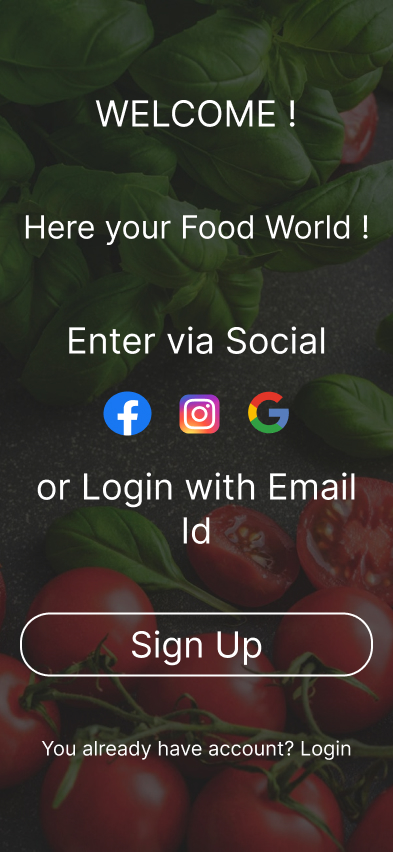 WELCOME !
Here your Food World !
Enter via Social
or Login with Email
Id
Sign Up
You already have account? Login